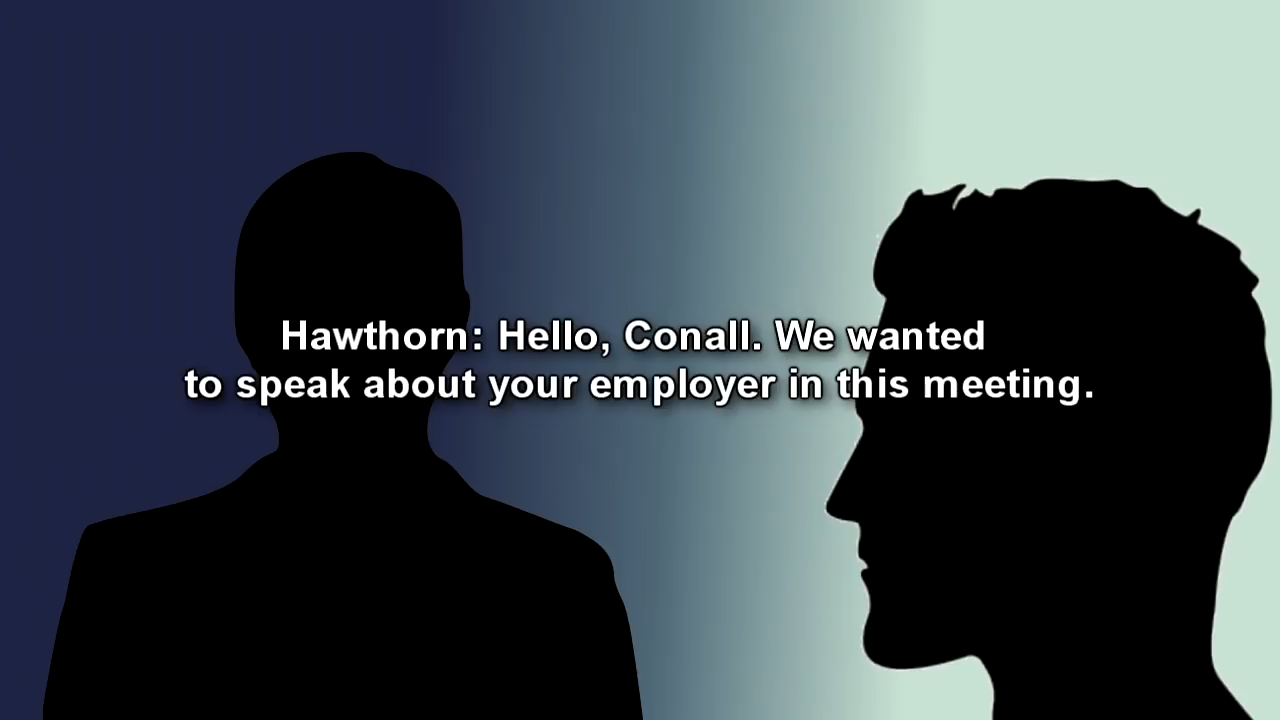 Hawthorn: Hello, Conall. We wanted
to speak about your employer in this meeting.